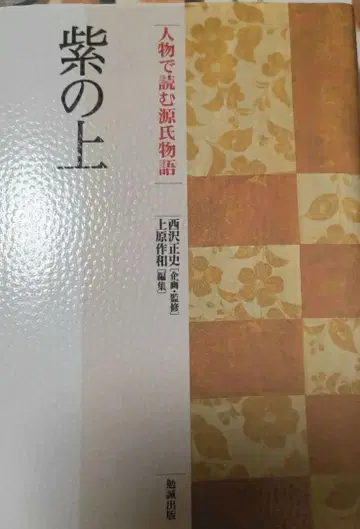 紫の上
人物で読む源氏物語
西沢正史[企画・監修]
上原作和[編集]
勉誠出版